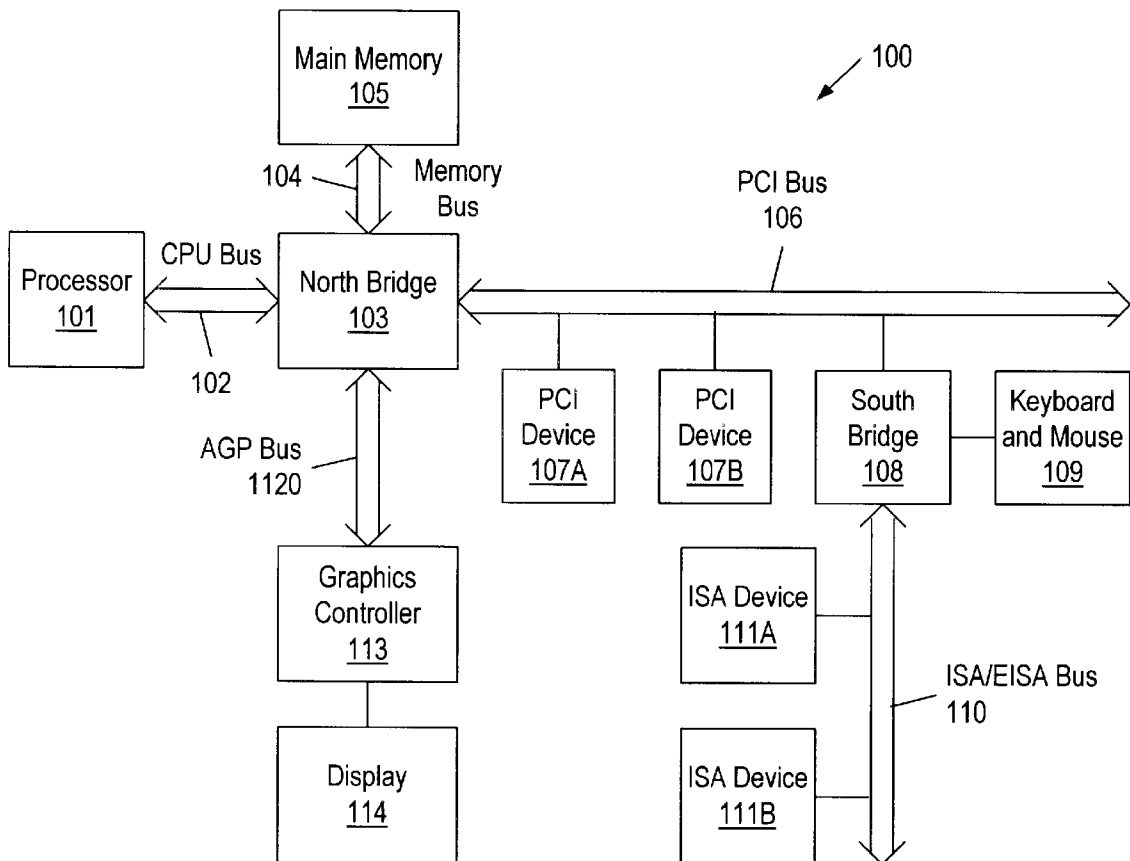 Main Memory
105
100
104
Memory
Bus
PCI Bus
106
Processor
101
CPU Bus
102
North Bridge
103
AGP Bus
1120
PCI
Device
107A
PCI
Device
107B
South
Bridge
108
Keyboard
and Mouse
109
Graphics
Controller
113
ISA Device
111A
ISA/EISA Bus
110
Display
114
ISA Device
111B